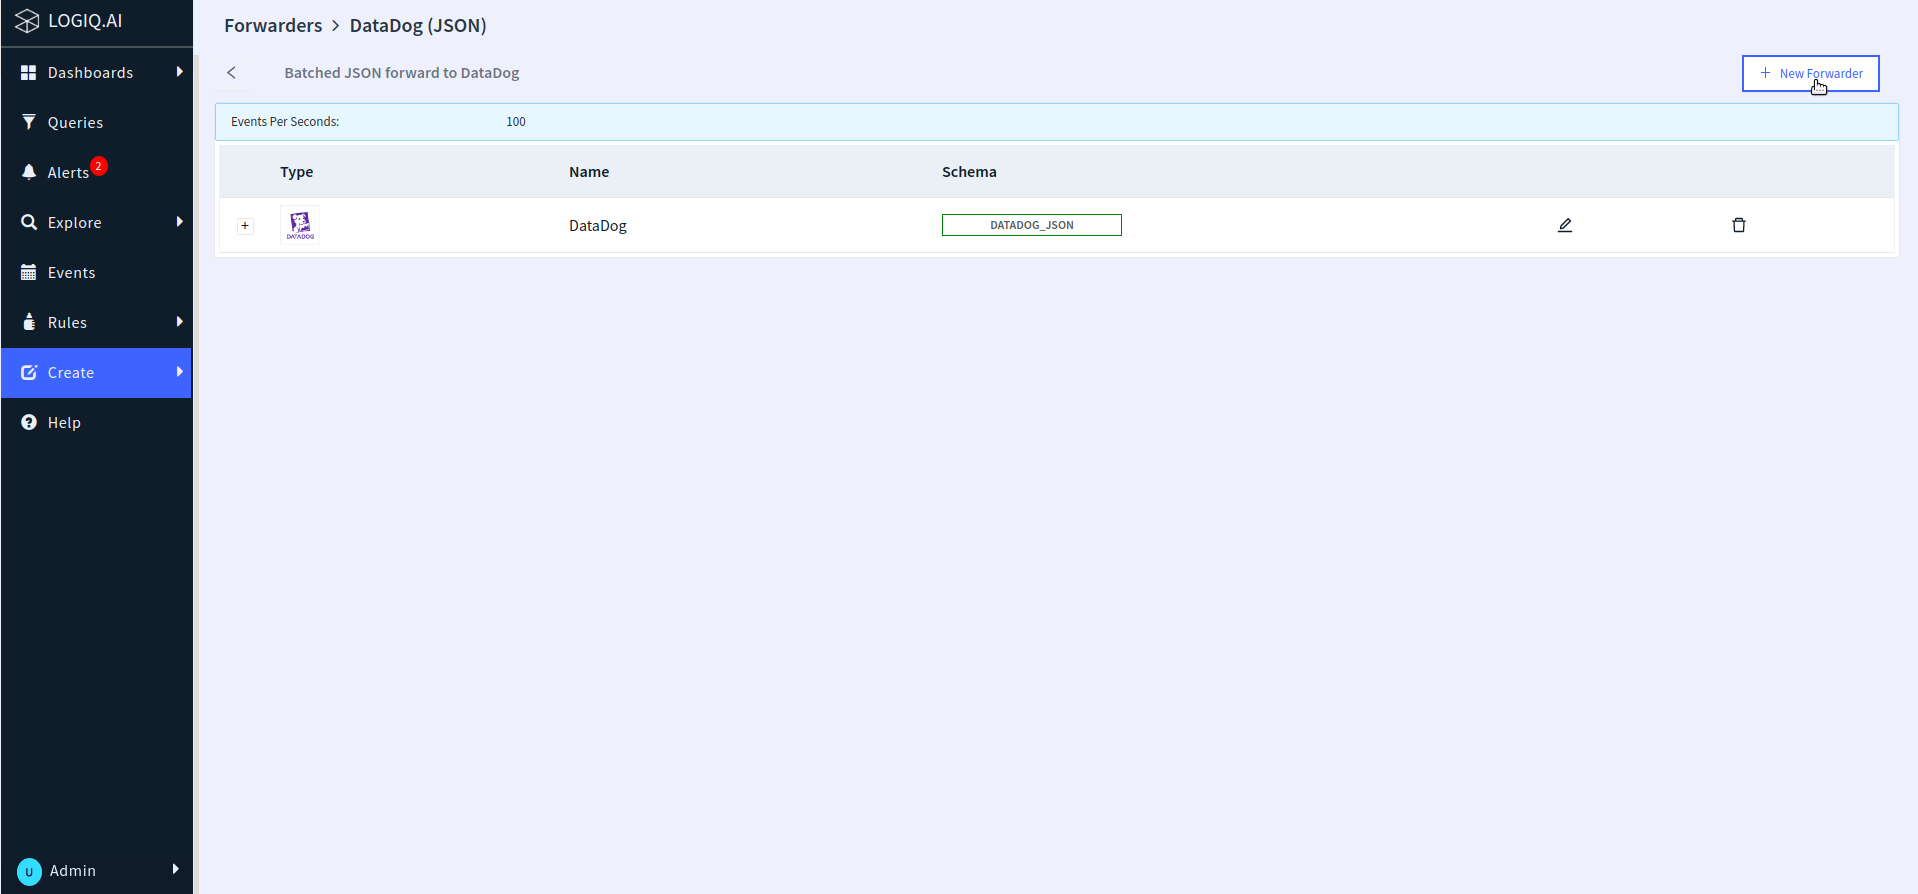 LOGIQ.AI
Dashboards
Queries
Alerts 2
Explore
Events
Rules
Create
Help
U Admin
Forwarders > DataDog (JSON)
Batched JSON forward to DataDog
+ New Forwarder
Events Per Seconds: 100
Type Name Schema
+ DATADOG DataDog DATADOG_JSON